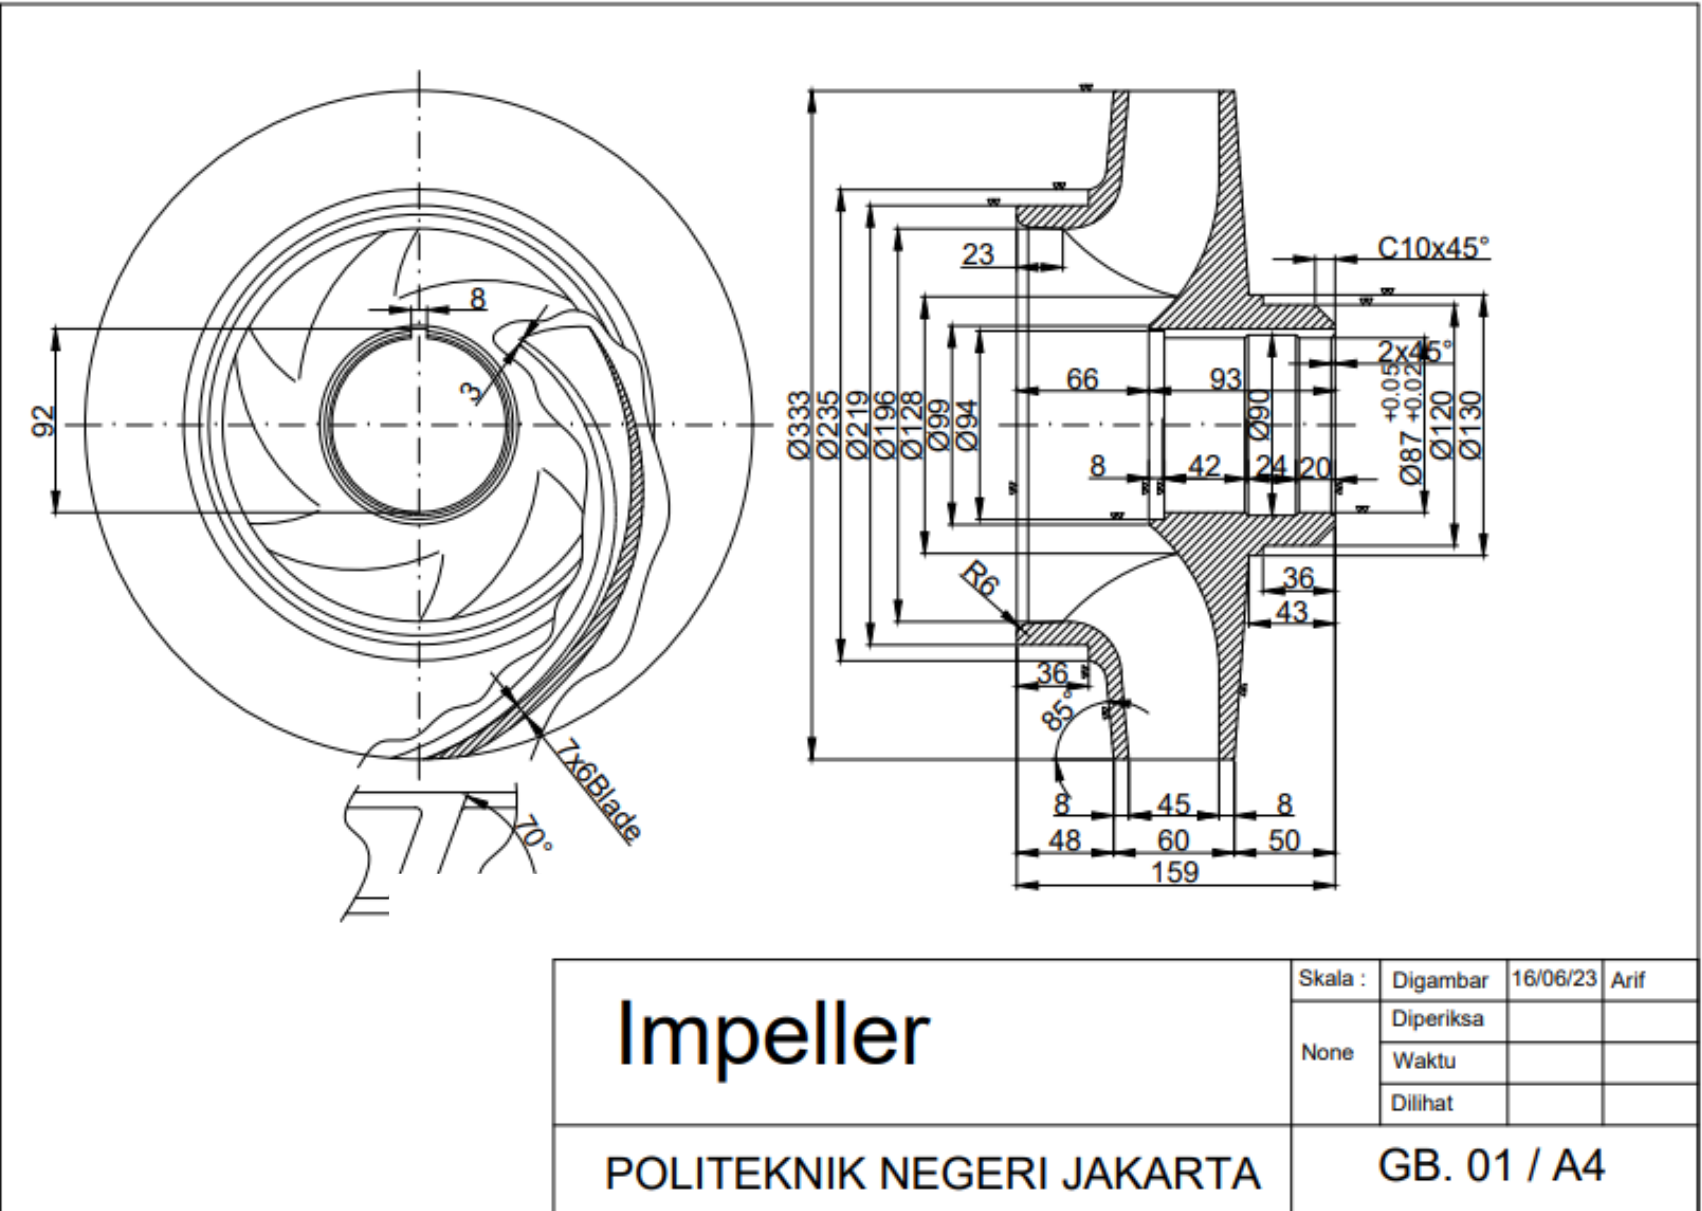 8
92
3
7x6Blade
70°
C10x45°
23
2x45°
66
93
Ø333
Ø235
Ø219
Ø196
Ø128
Ø99
Ø94
Ø90
Ø87 +0.05 +0.02
Ø120
Ø130
8
42
24
20
R6
36
43
36
85°
8
45
8
48
60
50
159
Impeller
Skala :
Digambar
16/06/23
Arif
None
Diperiksa
Waktu
Dilihat
POLITEKNIK NEGERI JAKARTA
GB. 01 / A4